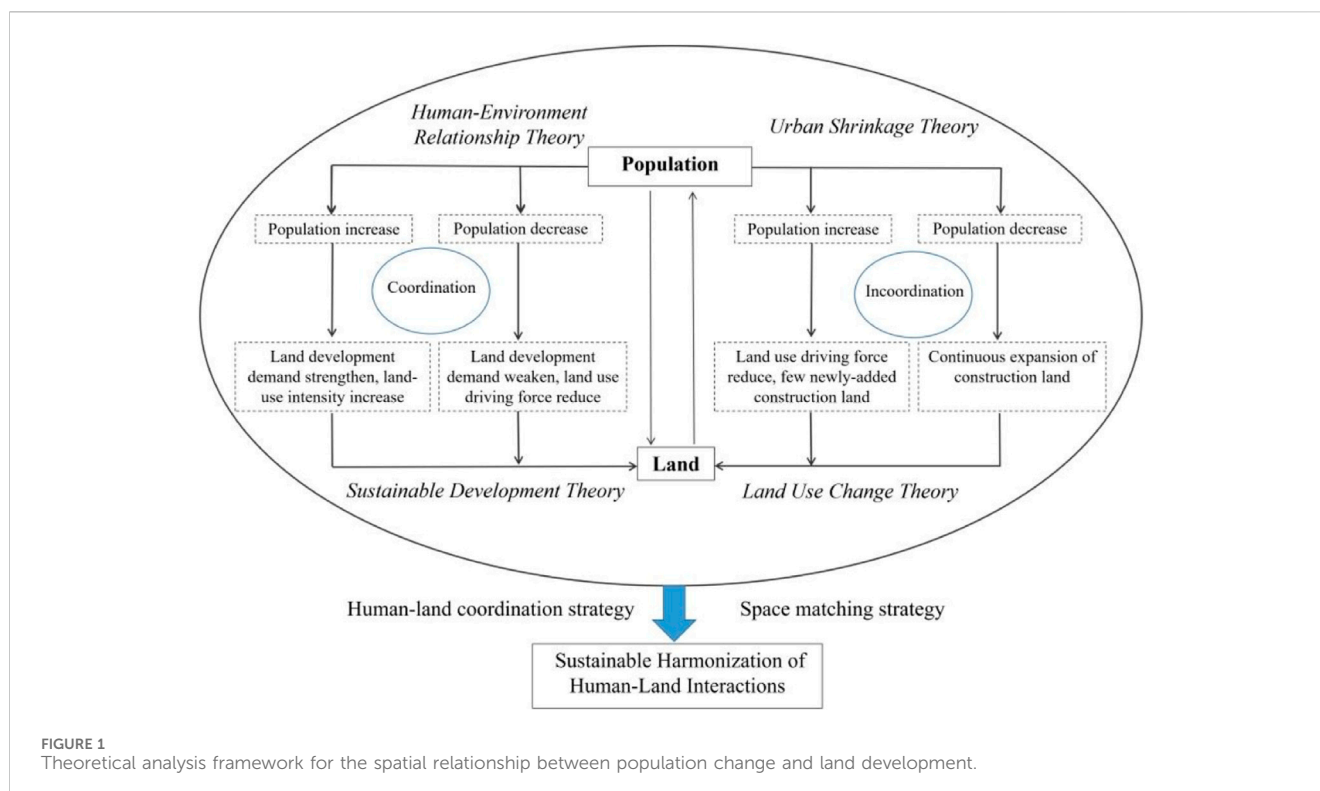 Human-Environment
Relationship Theory
Urban Shrinkage Theory
Population
Population increase
Population decrease
Population increase
Population decrease
Coordination
Incoordination
Land development
demand strengthen, land-
use intensity increase
Land development
demand weaken, land use
driving force reduce
Land use driving force
reduce, few newly-added
construction land
Continuous expansion of
construction land
Land
Sustainable Development Theory
Land Use Change Theory
Human-land coordination strategy
Space matching strategy
Sustainable Harmonization of
Human-Land Interactions
FIGURE 1
Theoretical analysis framework for the spatial relationship between population change and land development.